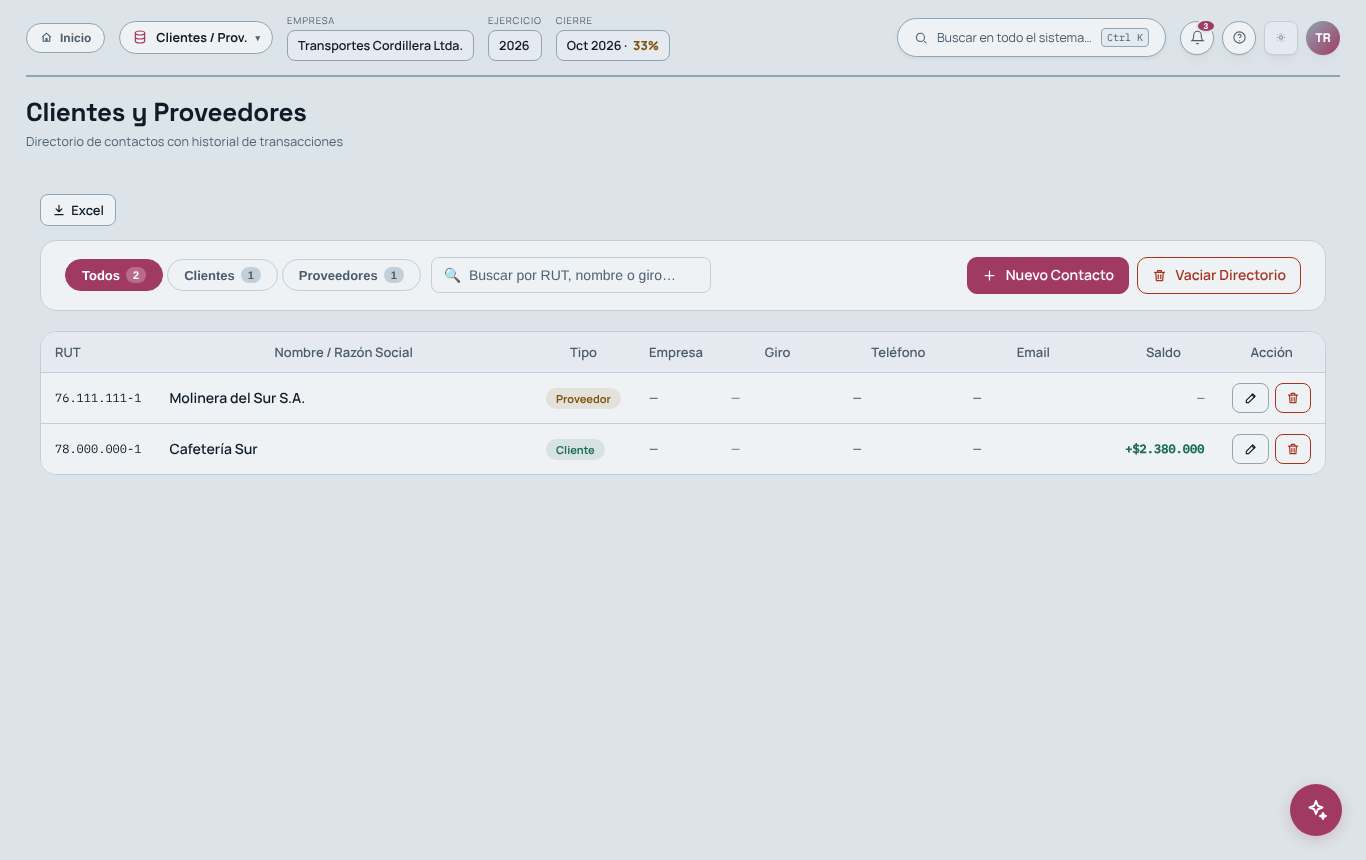 Inicio
Clientes / Prov. ▾
EMPRESA
Transportes Cordillera Ltda.
EJERCICIO
2026
CIERRE
Oct 2026 · 33%
Buscar en todo el sistema... Ctrl K
3
TR
Clientes y Proveedores
Directorio de contactos con historial de transacciones
Excel
Todos 2
Clientes 1
Proveedores 1
Buscar por RUT, nombre o giro…
Nuevo Contacto
Vaciar Directorio
RUT Nombre / Razón Social Tipo Empresa Giro Teléfono Email Saldo Acción
76.111.111-1 Molinera del Sur S.A. Proveedor — — — — —
78.000.000-1 Cafetería Sur Cliente — — — — +$2.380.000